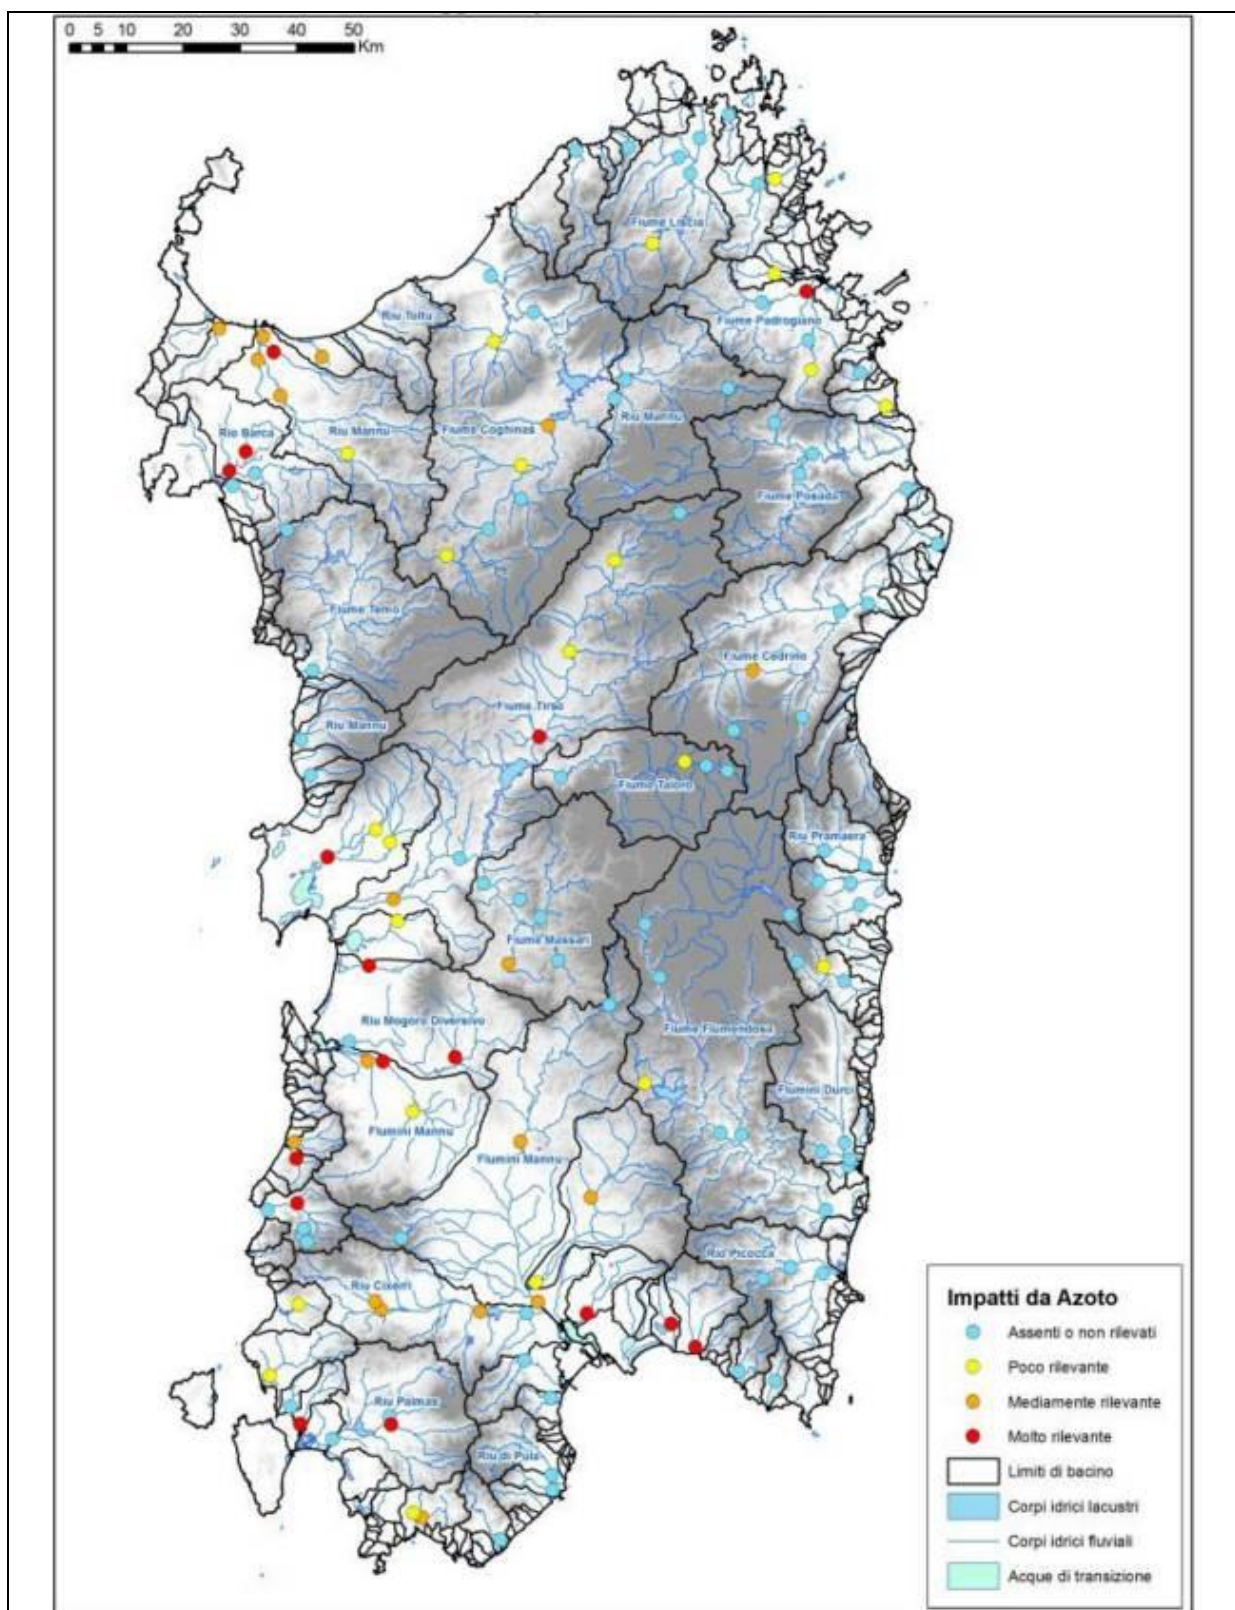 0 5 10 20 30 40 50
Km
Fiume Liscia
Riu Toltu
Fiume Padrogiano
Riu Mannu
Rio Barca
Riu Mannu
Fiume Coghinas
Fiume Posada
Fiume Temo
Fiume Cedrino
Fiume Tirso
Riu Mannu
Fiume Taloro
Riu Pramaera
Fiume Massari
Riu Mogoro Diversivo
Fiume Flumendosa
Flumini Durci
Flumini Mannu
Flumini Mannu
Rio Picocca
Riu Cixerri
Riu Palmas
Riu di Pula
Impatti da Azoto
Assenti o non rilevati
Poco rilevante
Mediamente rilevante
Molto rilevante
Limiti di bacino
Corpi idrici lacustri
Corpi idrici fluviali
Acque di transizione